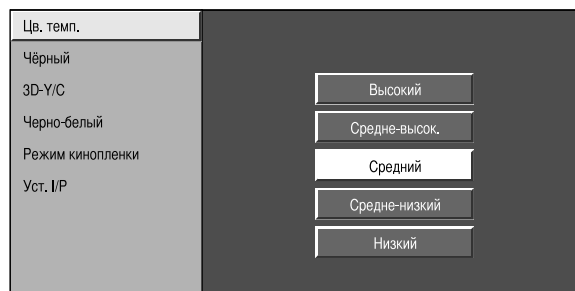 Цв. темп.
Чёрный
3D-Y/C
Черно-белый
Режим кинопленки
Уст. I/P
Высокий
Средне-высок.
Средний
Средне-низкий
Низкий